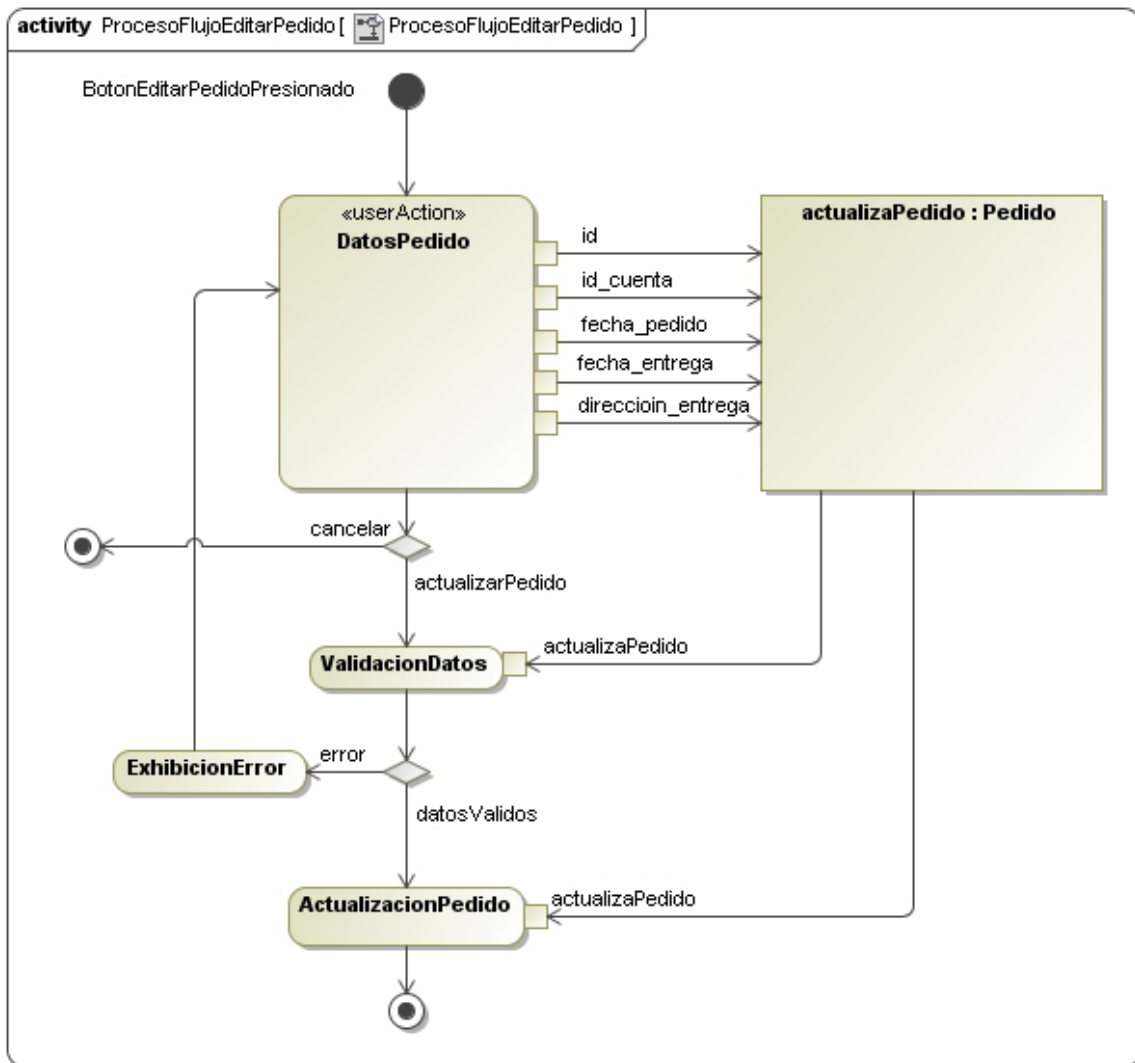 activity ProcesoFlujoEditarPedido [ ProcesoFlujoEditarPedido ]
BotonEditarPedidoPresionado
«userAction»
DatosPedido
actualizaPedido : Pedido
id
id_cuenta
fecha_pedido
fecha_entrega
direccioin_entrega
cancelar
actualizarPedido
ValidacionDatos
actualizaPedido
ExhibicionError
error
datosValidos
ActualizacionPedido
actualizaPedido